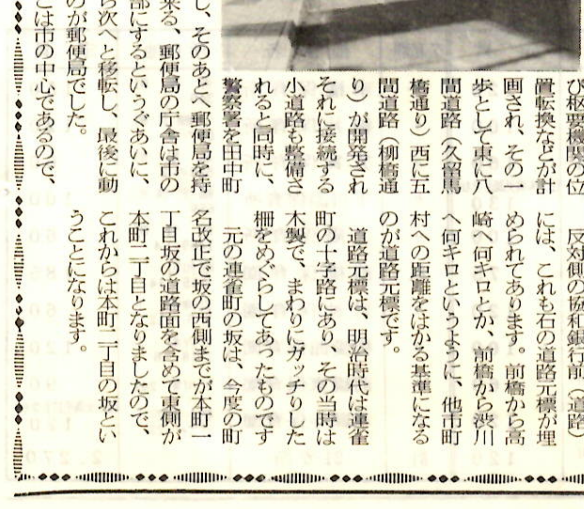 び枢要機関の位
置転換などが計
画され、その一
歩として東に八
間道路(久留馬
橋通り)西に五
間道路(柳橋通
り)が開発され
それに接続する
小道路も整備さ
れると同時に、
警察署を田中町
し、そのあとへ郵便局を持
来る、郵便局の庁舎は市の
部にするというぐあいに、
ら次へと移転し、最後に動
のが郵便局でした。
こは市の中心であるので、
反対側の協和銀行前(道路)
には、これも石の道路元標が埋
められてあります。前橋から高
崎へ何キロとか、前橋から渋川
へ何キロというように、他市町
村への距離をはかる基準になる
のが道路元標です。
道路元標は、明治時代は連雀
町の十字路にあり、その当時は
木製で、まわりにガッチりした
柵をめぐらしてあったものです
元の連雀町の坂は、今度の町
名改正で坂の西側までが本町一
丁目坂の道路面を含めて東側が
本町二丁目となりましたので、
これからは本町二丁目の坂とい
うことになります。